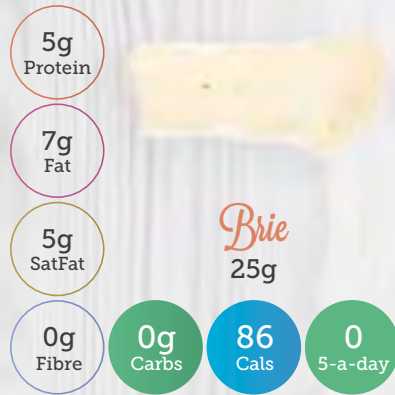 5g
Protein
7g
Fat
5g
SatFat
Brie
25g
0g
Fibre
0g
Carbs
86
Cals
0
5-a-day